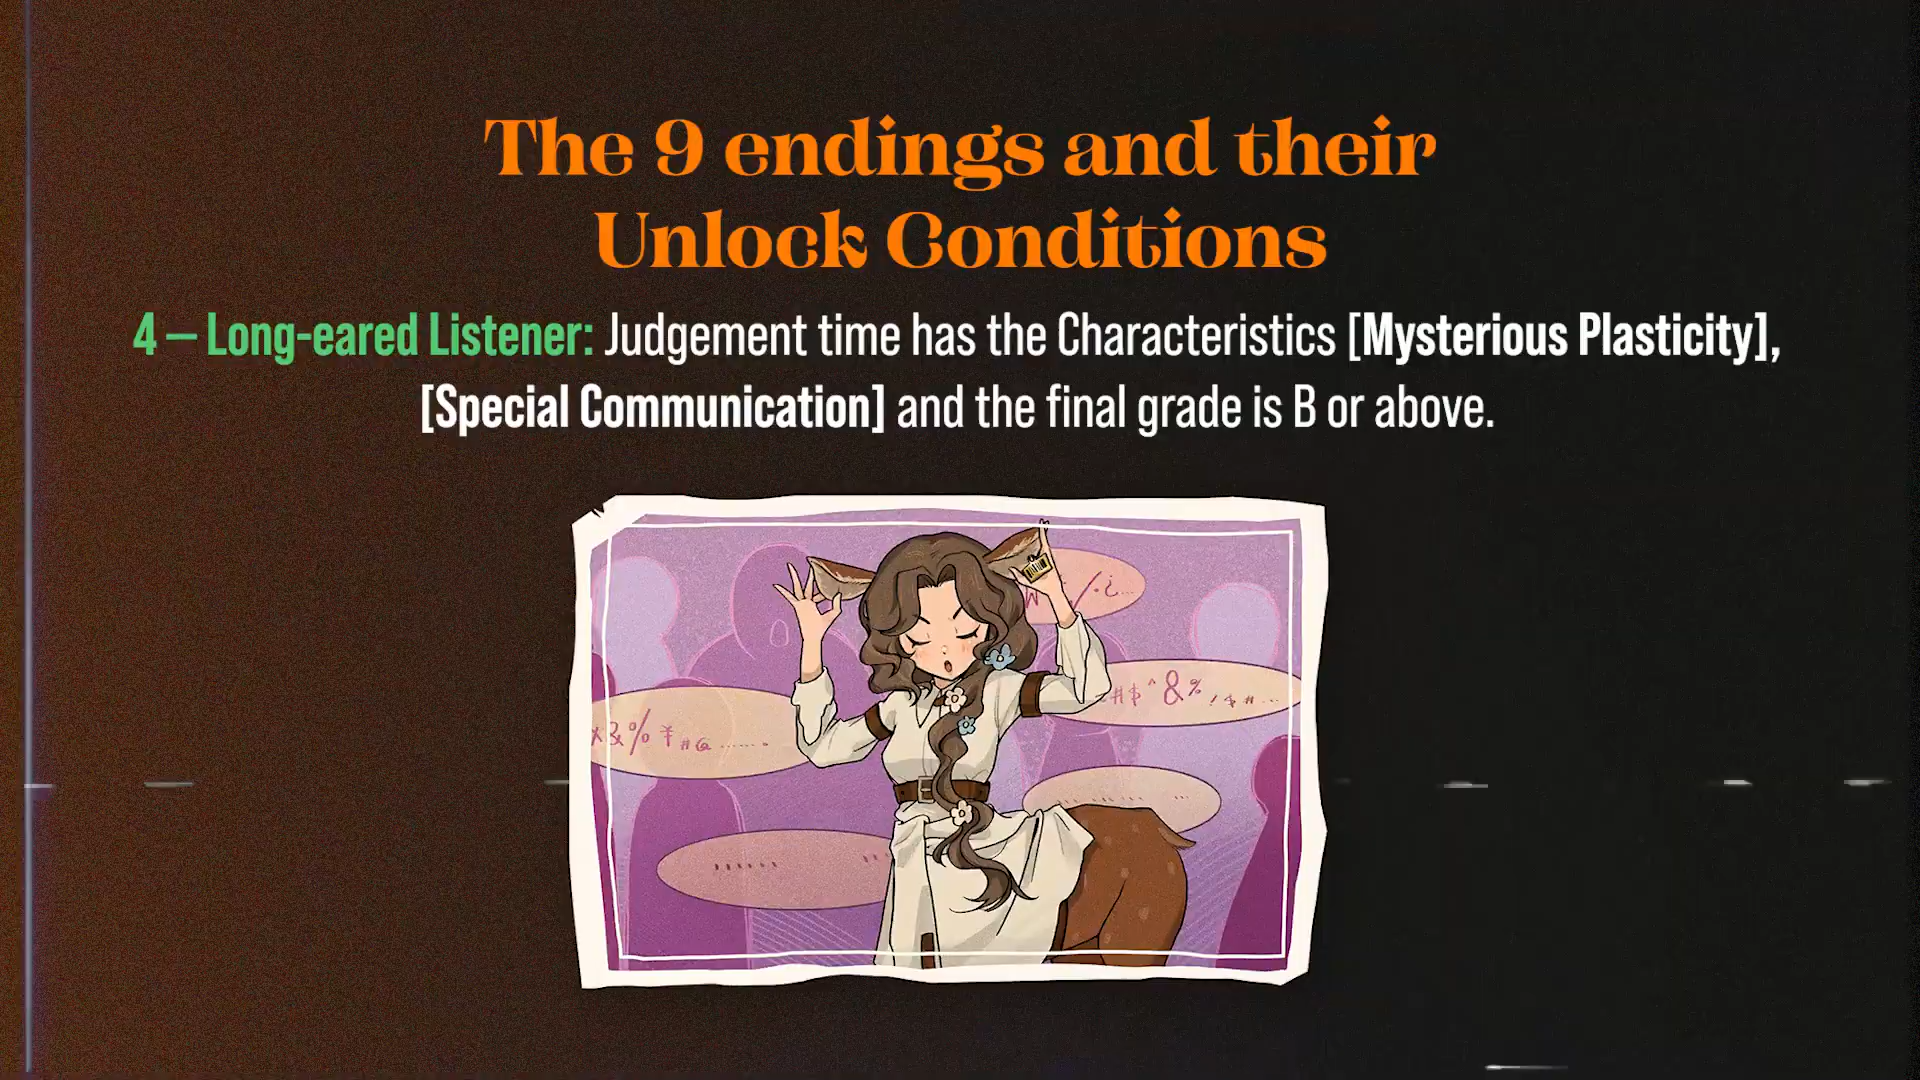 The 9 endings and their
Unlock Conditions
4 – Long-eared Listener: Judgement time has the Characteristics [Mysterious Plasticity],
[Special Communication] and the final grade is B or above.
#$^&%
&%¥#@......